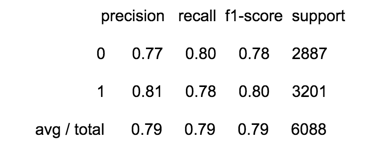 precision recall f1-score support
0 0.77 0.80 0.78 2887
1 0.81 0.78 0.80 3201
avg / total 0.79 0.79 0.79 6088